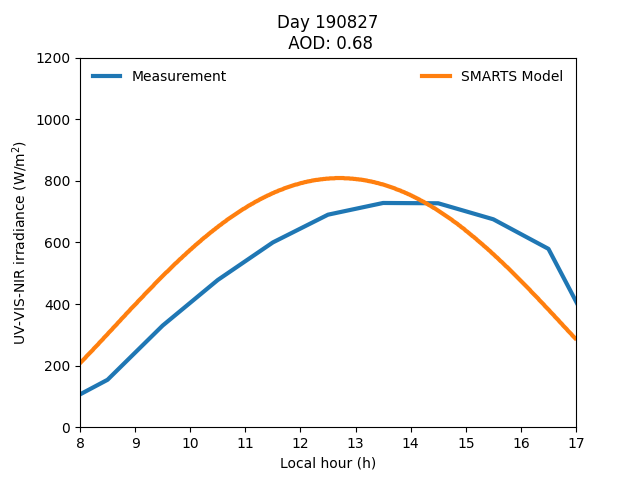 Day 190827
AOD: 0.68
1200
1000
800
600
400
200
0
UV-VIS-NIR irradiance (W/m²)
Measurement
SMARTS Model
8 9 10 11 12 13 14 15 16 17
Local hour (h)